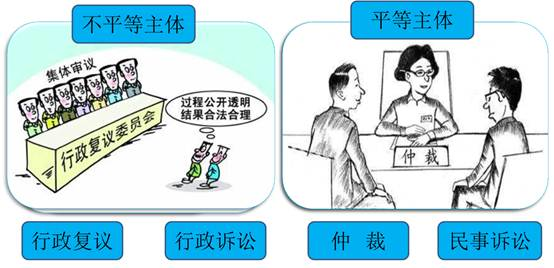 不平等主体
平等主体
集体审议
过程公开透明
结果合法合理
行政复议委员会
仲 裁
行政复议
行政诉讼
仲 裁
民事诉讼